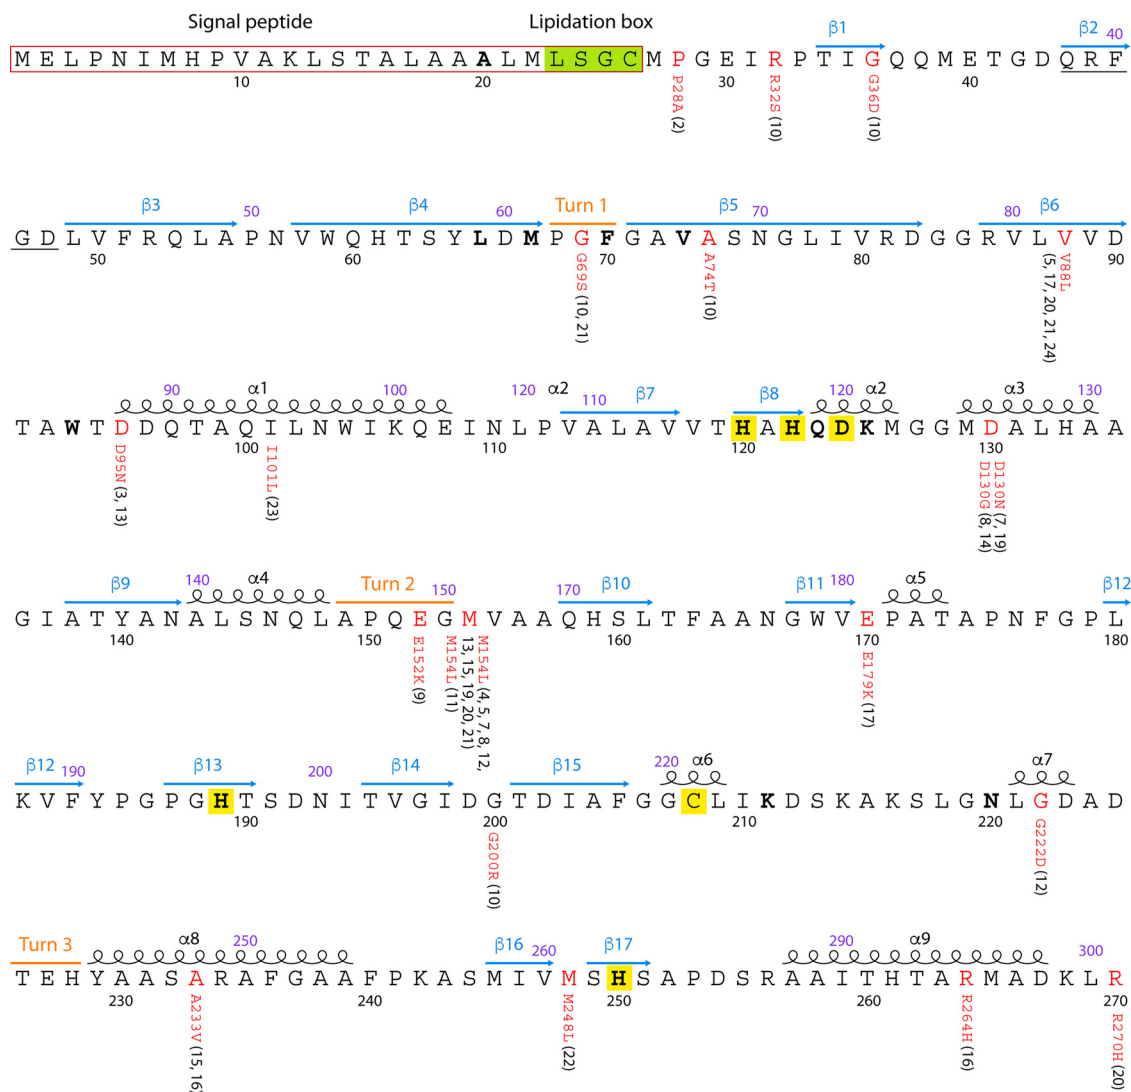 Signal peptide Lipidation box
β1 β2 40
M E L P N I M H P V A K L S T A L A A A L M L S G C M P G E I R P T I G Q Q M E T G D Q R F
10 20 30 40
P28A (2) R32S (10) G36D (10)
β3 50 β4 60 Turn 1 β5 70 80 β6
G D L V F R Q L A P N V W Q H T S Y L D M P G F G A V A S N G L I V R D G G R V L V V D
50 60 70 80 90
G69S (10, 21) A74T (10) V88L (5, 17, 20, 21, 24)
90 α1 100 120 α2 110 β7 β8 120 α2 α3 130
T A W T D D Q T A Q I L N W I K Q E I N L P V A L A V V T H A H Q D K M G G M D A L H A A
100 110 120 130
D95N (3, 13) I101L (23) D130G (8, 14) D130N (7, 19)
β9 140 α4 Turn 2 150 170 β10 β11 180 α5 β12
G I A T Y A N A L S N Q L A P Q E G M V A A Q H S L T F A A N G W V E P A T A P N F G P L
140 150 160 170 180
E152K (9) M154L (11) M154L (4, 5, 7, 8, 12, 13, 15, 19, 20, 21) E179K (17)
β12 190 β13 200 β14 β15 220 α6 α7
K V F Y P G P G H T S D N I T V G I D G T D I A F G G C L I K D S K A K S L G N L G D A D
190 200 210 220
G200R (10) G222D (12)
Turn 3 α8 250 β16 260 β17 290 α9 300
T E H Y A A S A R A F G A A F P K A S M I V M S H S A P D S R A A I T H T A R M A D K L R
230 240 250 260 270
A233V (15, 16) M248L (22) R264H (16) R270H (20)